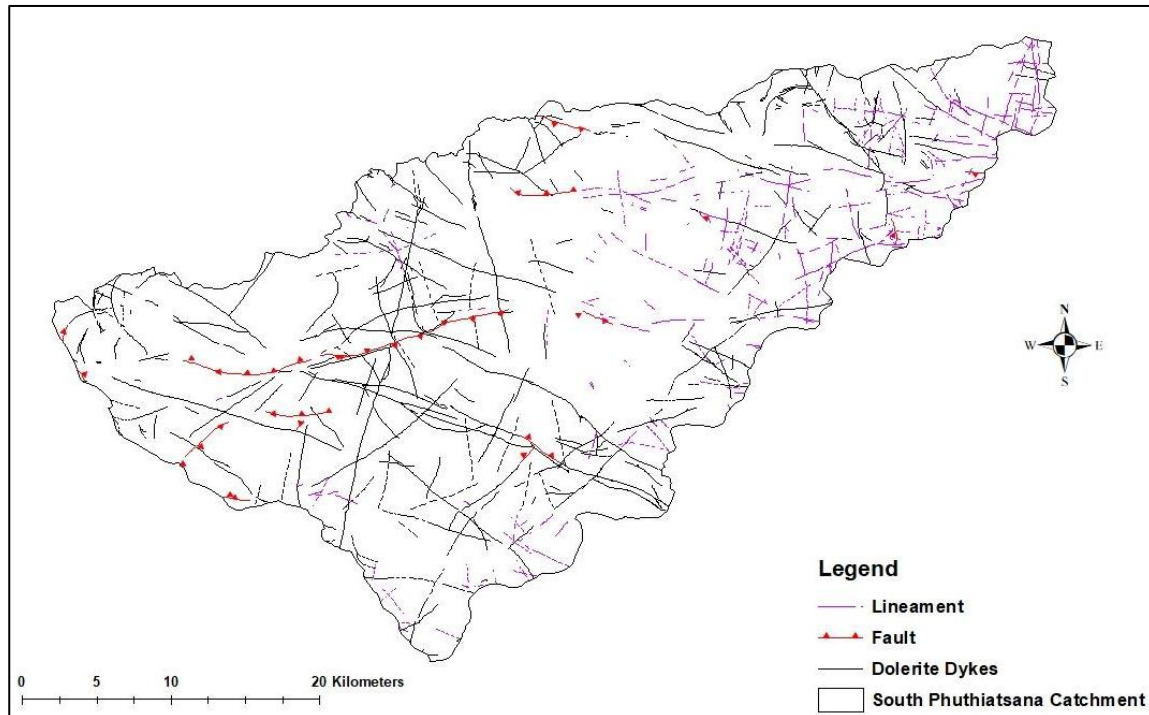 N
W E
S
Legend
Lineament
Fault
Dolerite Dykes
South Phuthiatsana Catchment
0 5 10 20 Kilometers